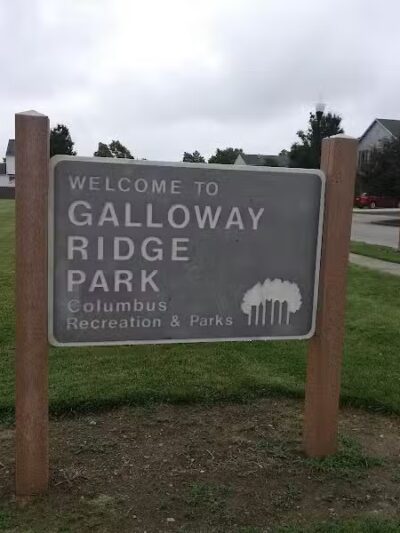 WELCOME TO
GALLOWAY
RIDGE
PARK
Columbus
Recreation & Parks